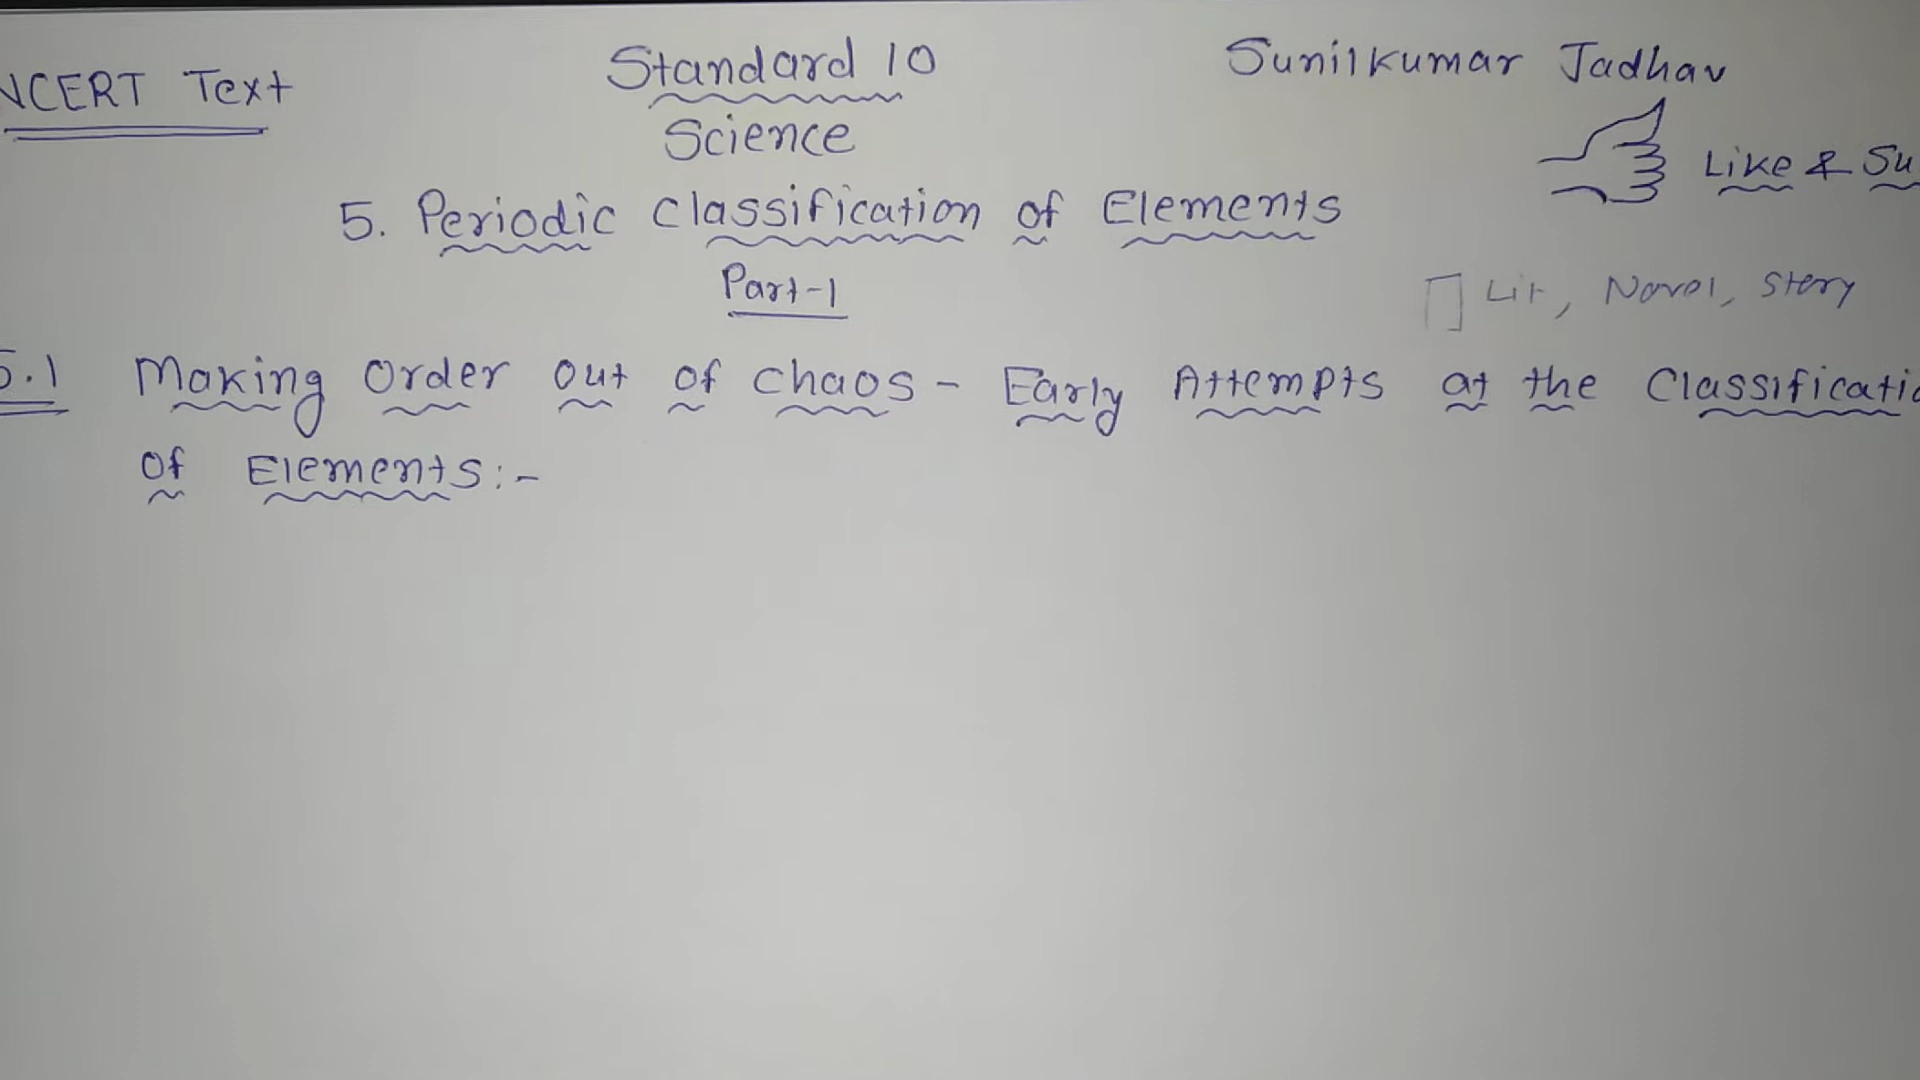 NCERT Text
Standard 10
Sunilkumar Jadhav
Science
Like & Su
5. Periodic Classification of Elements
Part-1
Lit, Novel, Story
5.1 Making Order Out of Chaos - Early Attempts at the Classificatio
Of Elements:-